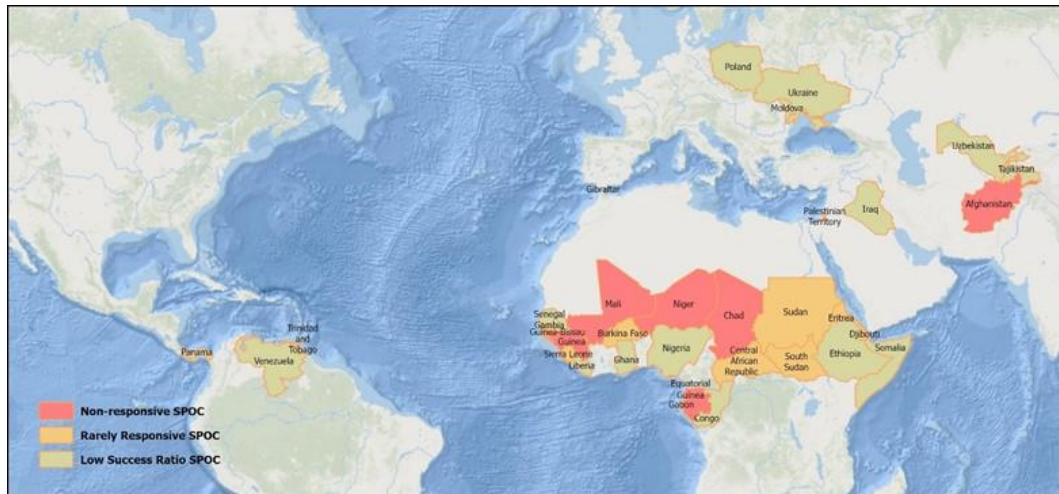 Poland
Ukraine
Moldova
Uzbekistan
Tajikistan
Gibraltar
Afghanistan
Palestinian
Territory
Iraq
Mali
Niger
Chad
Sudan
Eritrea
Senegal
Gambia
Guinea-Bissau
Guinea
Burkina Faso
Djibouti
Trinidad
and
Tobago
Panama
Venezuela
Sierra Leone
Liberia
Ghana
Nigeria
Central
African
Republic
South
Sudan
Ethiopia
Somalia
Equatorial
Guinea
Gabon
Congo
Non-responsive SPOC
Rarely Responsive SPOC
Low Success Ratio SPOC